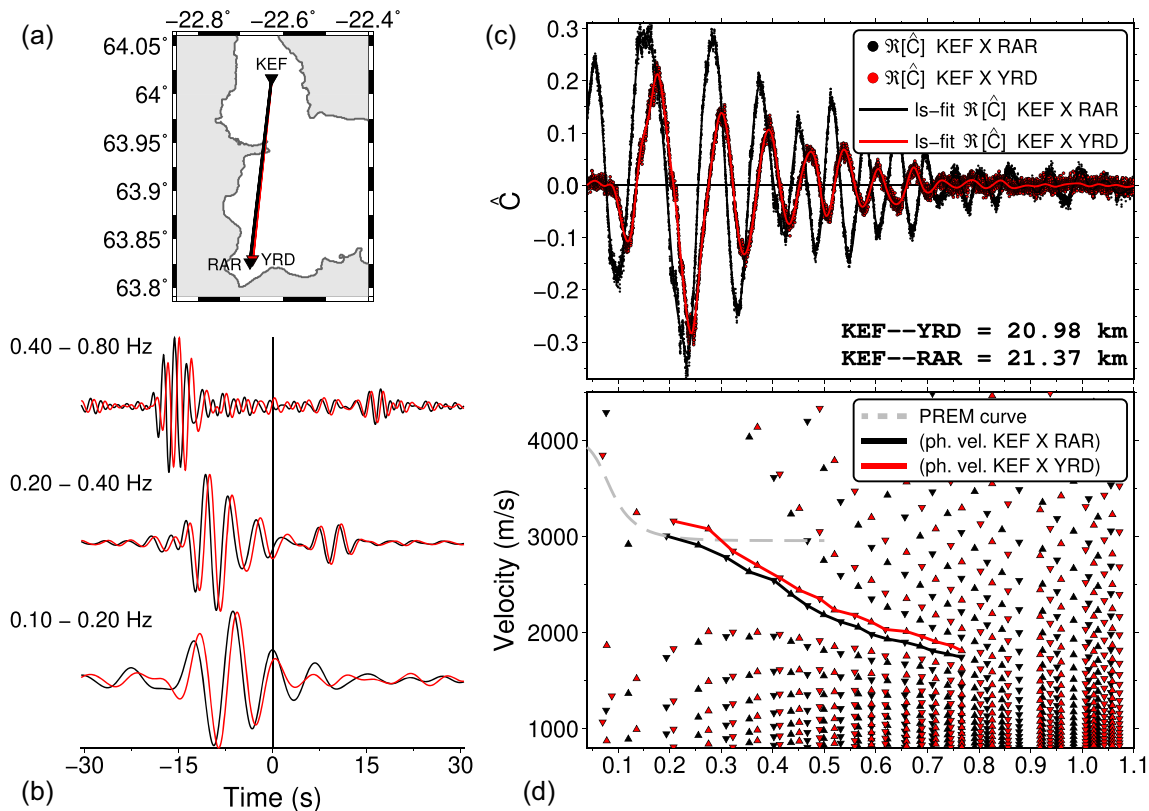 (a)
−22.8˚ −22.6˚ −22.4˚
64.05˚
64˚
63.95˚
63.9˚
63.85˚
63.8˚
KEF
RAR YRD
(b)
0.40 − 0.80 Hz
0.20 − 0.40 Hz
0.10 − 0.20 Hz
−30 −15 0 15 30
Time (s)
(c)
0.3
0.2
0.1
0.0
−0.1
−0.2
−0.3
Ĉ
ℜ[Ĉ] KEF X RAR
ℜ[Ĉ] KEF X YRD
ls−fit ℜ[Ĉ] KEF X RAR
ls−fit ℜ[Ĉ] KEF X YRD
KEF−−YRD = 20.98 km
KEF−−RAR = 21.37 km
(d)
4000
3000
2000
1000
Velocity (m/s)
PREM curve
(ph. vel. KEF X RAR)
(ph. vel. KEF X YRD)
0.1 0.2 0.3 0.4 0.5 0.6 0.7 0.8 0.9 1.0 1.1